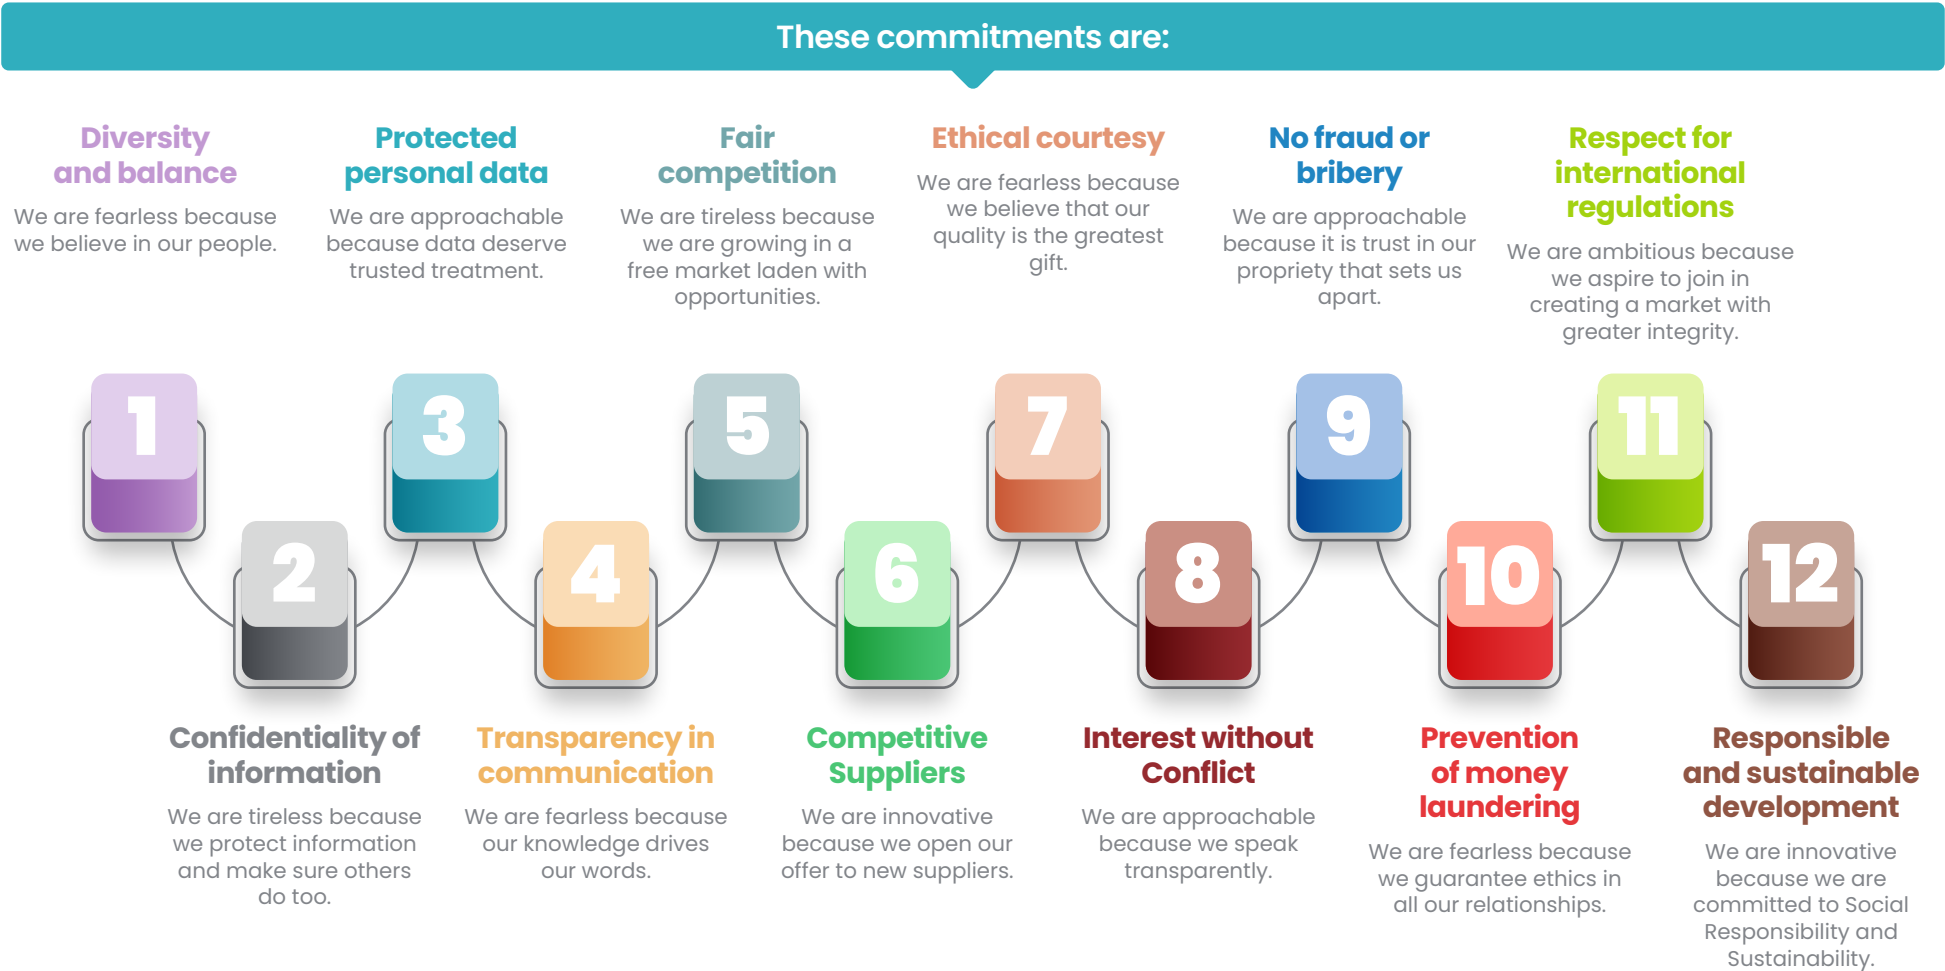 These commitments are:
Diversity
and balance
We are fearless because
we believe in our people.
Protected
personal data
We are approachable
because data deserve
trusted treatment.
Fair
competition
We are tireless because
we are growing in a
free market laden with
opportunities.
Ethical courtesy
We are fearless because
we believe that our
quality is the greatest
gift.
No fraud or
bribery
We are approachable
because it is trust in our
propriety that sets us
apart.
Respect for
international
regulations
We are ambitious because
we aspire to join in
creating a market with
greater integrity.
1
3
5
7
9
11
2
4
6
8
10
12
Confidentiality of
information
We are tireless because
we protect information
and make sure others
do too.
Transparency in
communication
We are fearless because
our knowledge drives
our words.
Competitive
Suppliers
We are innovative
because we open our
offer to new suppliers.
Interest without
Conflict
We are approachable
because we speak
transparently.
Prevention
of money
laundering
We are fearless because
we guarantee ethics in
all our relationships.
Responsible
and sustainable
development
We are innovative
because we are
committed to Social
Responsibility and
Sustainability.